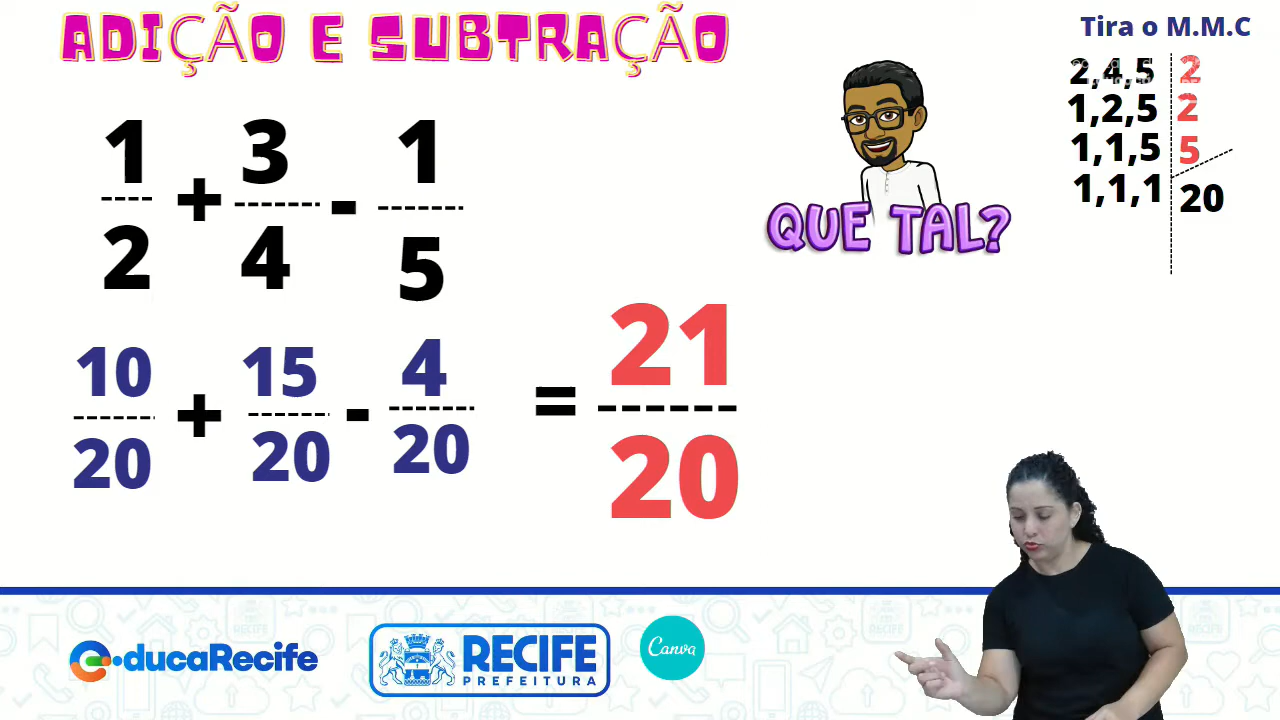 ADIÇÃO E SUBTRAÇÃO
Tira o M.M.C
2,4,5 2
1,2,5 2
1,1,5 5
1,1,1 20
QUE TAL?
1 3 1
+ -
2 4 5
10 15 4 21
+ - =
20 20 20 20
ducaRecife
RECIFE
PREFEITURA
Canva